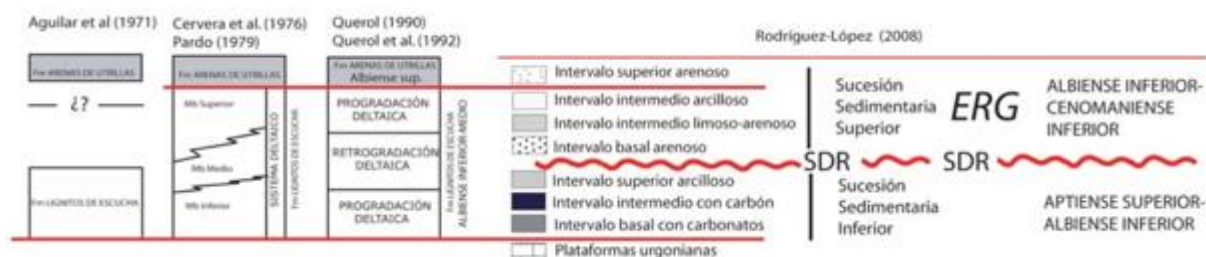 Aguilar et al (1971)
Cervera et al. (1976)
Pardo (1979)
Querol (1990)
Querol et al. (1992)
Rodríguez-López (2008)
Fm ARENAS DE UTRILLAS
¿?
Fm LIGNITOS DE ESCUCHA
Fm ARENAS DE UTRILLAS
Mb Superior
Mb Medio
Mb Inferior
SISTEMA DELTAICO
Fm LIGNITOS DE ESCUCHA
Fm ARENAS DE UTRILLAS
Albiense sup.
PROGRADACIÓN
DELTAICA
RETROGRADACIÓN
DELTAICA
PROGRADACIÓN
DELTAICA
Fm LIGNITOS DE ESCUCHA
ALBIENSE INFERIOR-MEDIO
Intervalo superior arenoso
Intervalo intermedio arcilloso
Intervalo intermedio limoso-arenoso
Intervalo basal arenoso
Intervalo superior arcilloso
Intervalo intermedio con carbón
Intervalo basal con carbonatos
Plataformas urgonianas
Sucesión
Sedimentaria
Superior
ERG
ALBIENSE INFERIOR-
CENOMANIENSE
INFERIOR
SDR
SDR
Sucesión
Sedimentaria
Inferior
APTIENSE SUPERIOR-
ALBIENSE INFERIOR